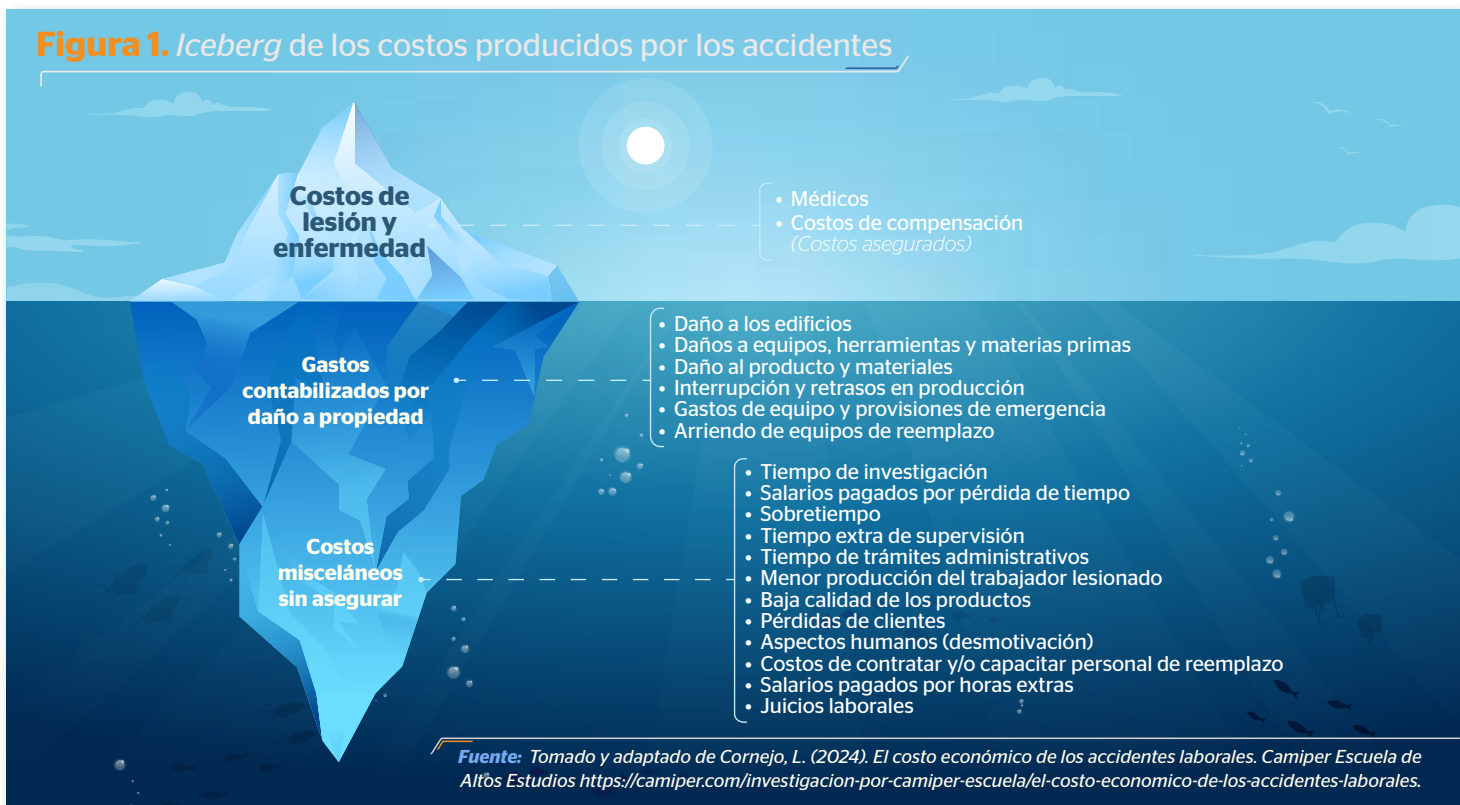 Figura 1. Iceberg de los costos producidos por los accidentes
Costos de
lesión y
enfermedad
• Médicos
• Costos de compensación
(Costos asegurados)
Gastos
contabilizados por
daño a propiedad
• Daño a los edificios
• Daños a equipos, herramientas y materias primas
• Daño al producto y materiales
• Interrupción y retrasos en producción
• Gastos de equipo y provisiones de emergencia
• Arriendo de equipos de reemplazo
Costos
misceláneos
sin asegurar
• Tiempo de investigación
• Salarios pagados por pérdida de tiempo
• Sobretiempo
• Tiempo extra de supervisión
• Tiempo de trámites administrativos
• Menor producción del trabajador lesionado
• Baja calidad de los productos
• Pérdidas de clientes
• Aspectos humanos (desmotivación)
• Costos de contratar y/o capacitar personal de reemplazo
• Salarios pagados por horas extras
• Juicios laborales
Fuente: Tomado y adaptado de Cornejo, L. (2024). El costo económico de los accidentes laborales. Camiper Escuela de
Altos Estudios https://camiper.com/investigacion-por-camiper-escuela/el-costo-economico-de-los-accidentes-laborales.